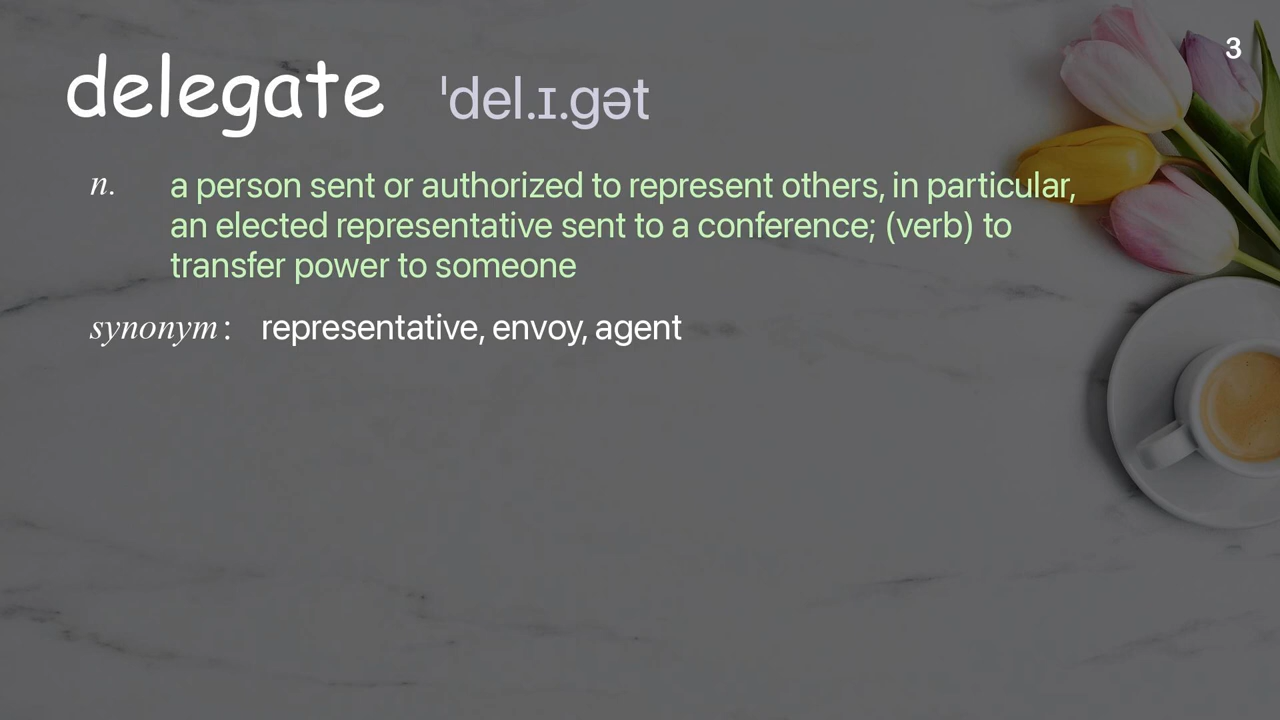 3
delegate ˈdel.ɪ.gət
n. a person sent or authorized to represent others, in particular,
an elected representative sent to a conference; (verb) to
transfer power to someone
synonym: representative, envoy, agent